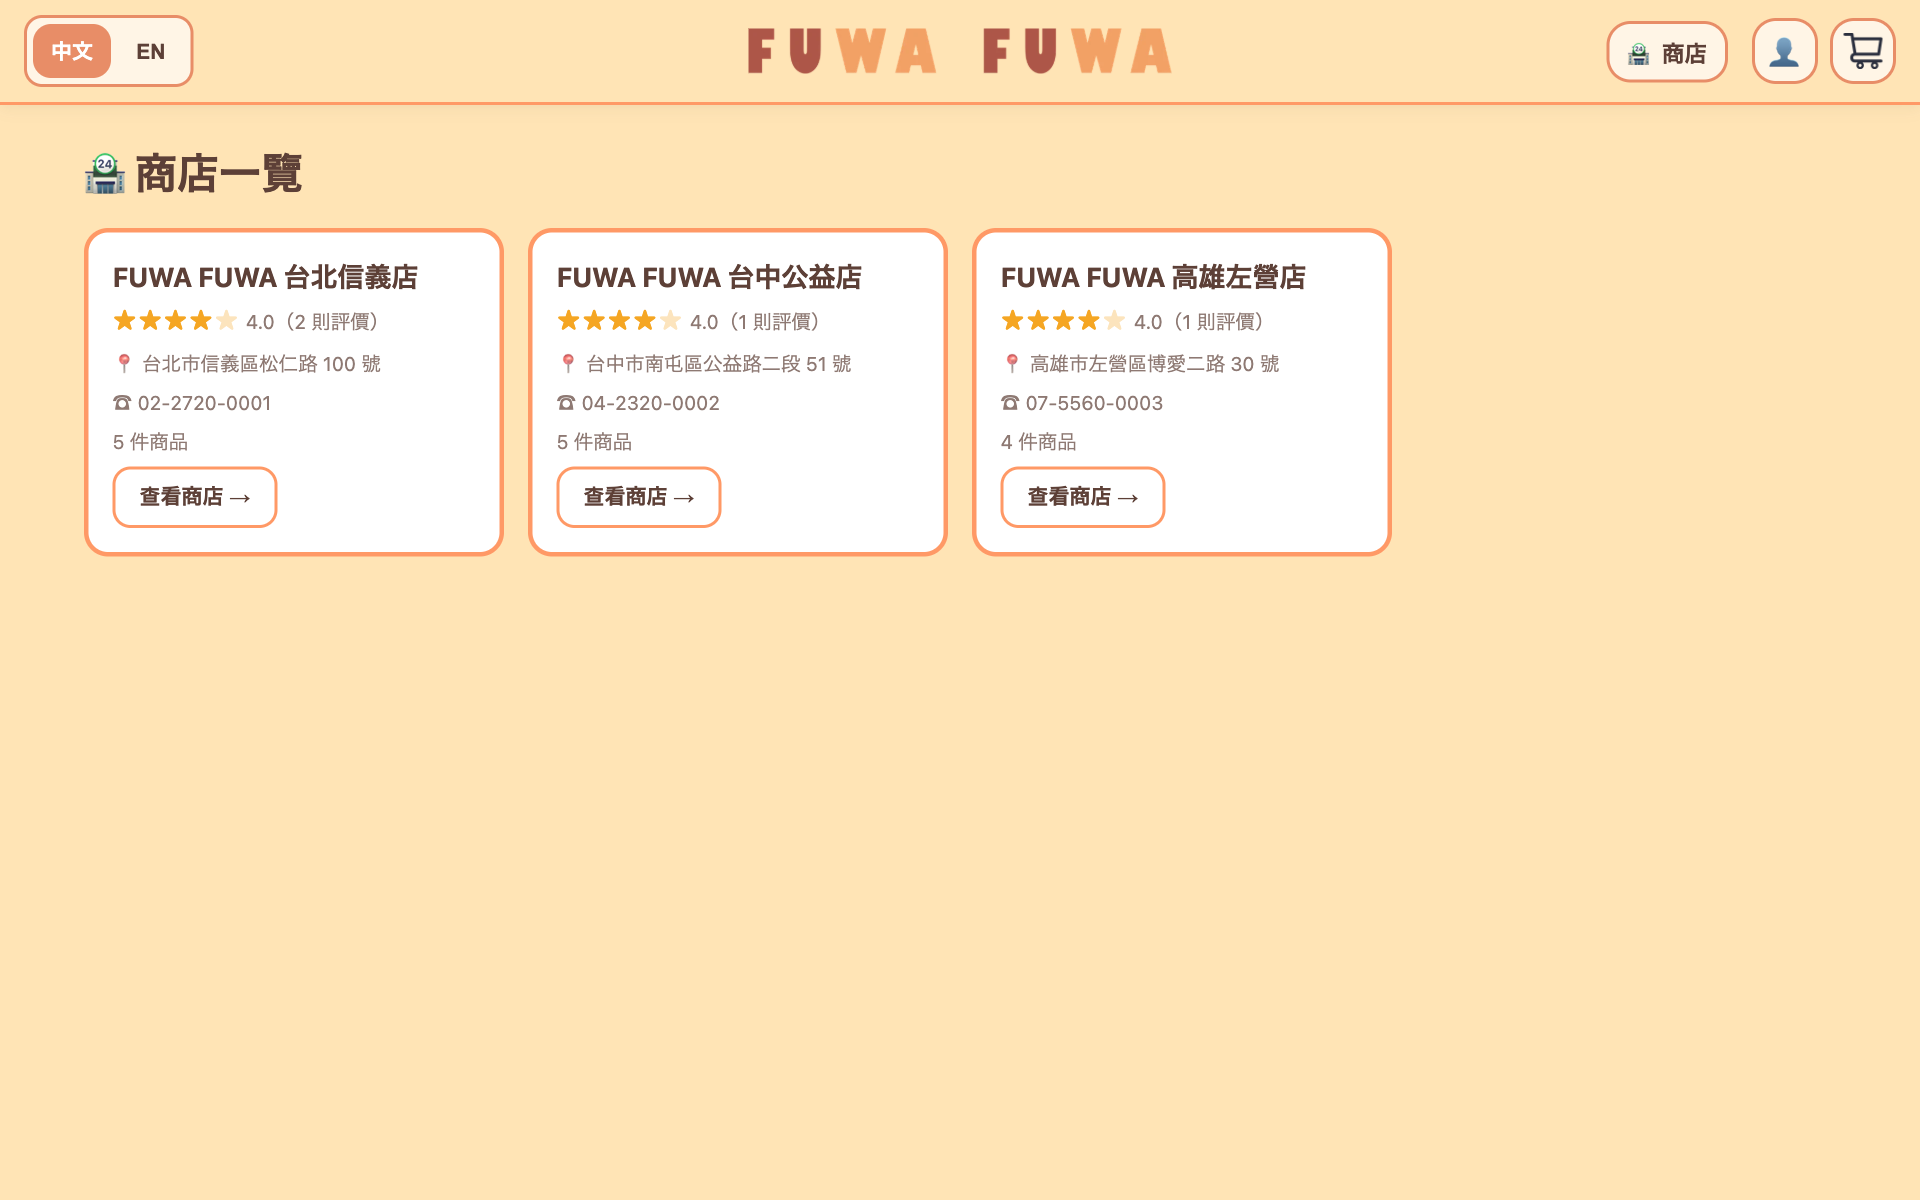 中文 EN FUWA FUWA 商店
商店一覽
FUWA FUWA 台北信義店
4.0（2 則評價）
台北市信義區松仁路 100 號
02-2720-0001
5 件商品
查看商店 →
FUWA FUWA 台中公益店
4.0（1 則評價）
台中市南屯區公益路二段 51 號
04-2320-0002
5 件商品
查看商店 →
FUWA FUWA 高雄左營店
4.0（1 則評價）
高雄市左營區博愛二路 30 號
07-5560-0003
4 件商品
查看商店 →